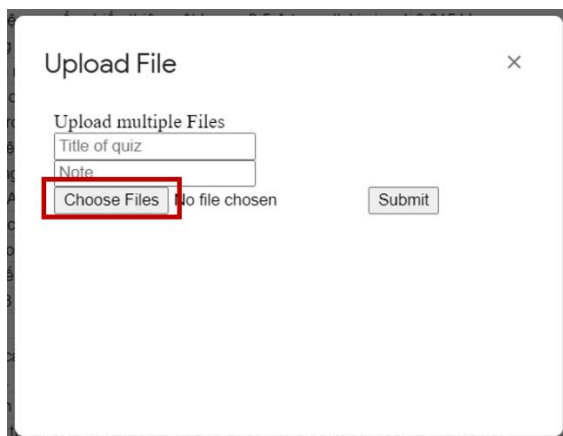 Upload File
Upload multiple Files
Title of quiz
Note
Choose Files No file chosen Submit